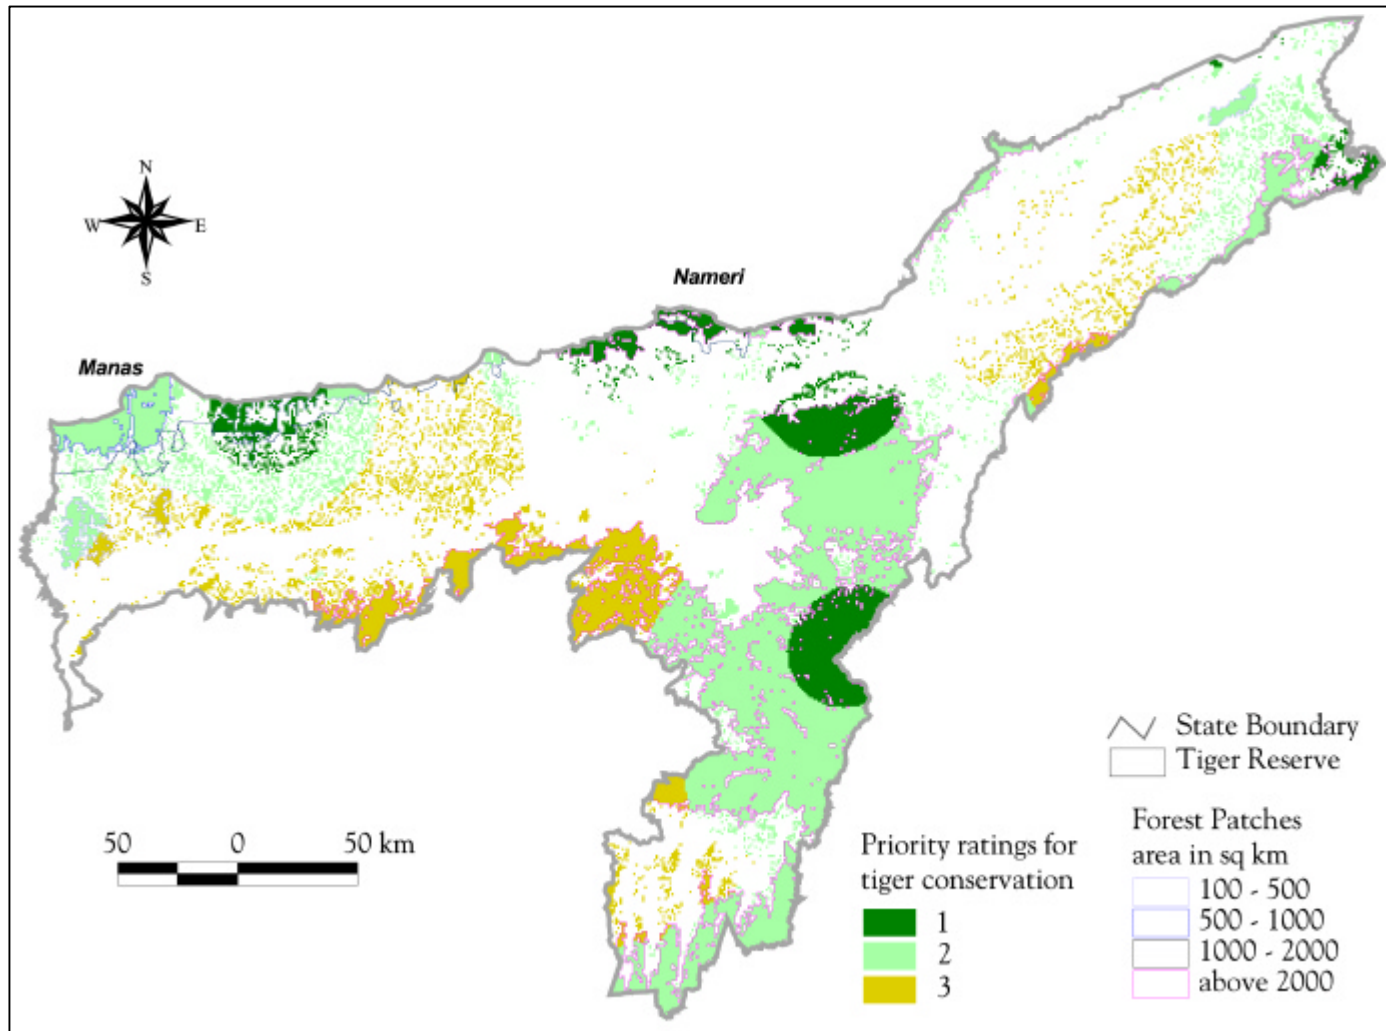 N
W E
S
Nameri
Manas
State Boundary
Tiger Reserve
50 0 50 km
Priority ratings for
tiger conservation
1
2
3
Forest Patches
area in sq km
100 - 500
500 - 1000
1000 - 2000
above 2000